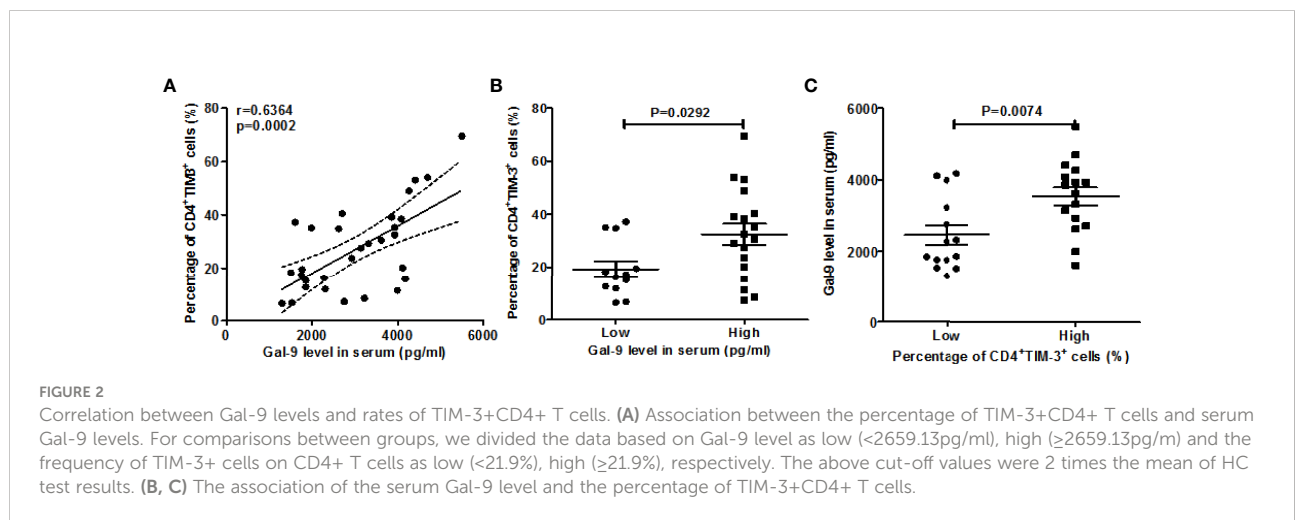 A
B
C
r=0.6364
p=0.0002
Percentage of CD4+TIM3+ cells (%)
80
60
40
20
0
0
2000
4000
6000
Gal-9 level in serum (pg/ml)
P=0.0292
Percentage of CD4+TIM-3+ cells (%)
80
60
40
20
0
Low
High
Gal-9 level in serum (pg/ml)
P=0.0074
Gal-9 level in serum (pg/ml)
6000
4000
2000
0
Low
High
Percentage of CD4+TIM-3+ cells (%)
FIGURE 2
Correlation between Gal-9 levels and rates of TIM-3+CD4+ T cells. (A) Association between the percentage of TIM-3+CD4+ T cells and serum
Gal-9 levels. For comparisons between groups, we divided the data based on Gal-9 level as low (<2659.13pg/ml), high (≥2659.13pg/m) and the
frequency of TIM-3+ cells on CD4+ T cells as low (<21.9%), high (≥21.9%), respectively. The above cut-off values were 2 times the mean of HC
test results. (B, C) The association of the serum Gal-9 level and the percentage of TIM-3+CD4+ T cells.